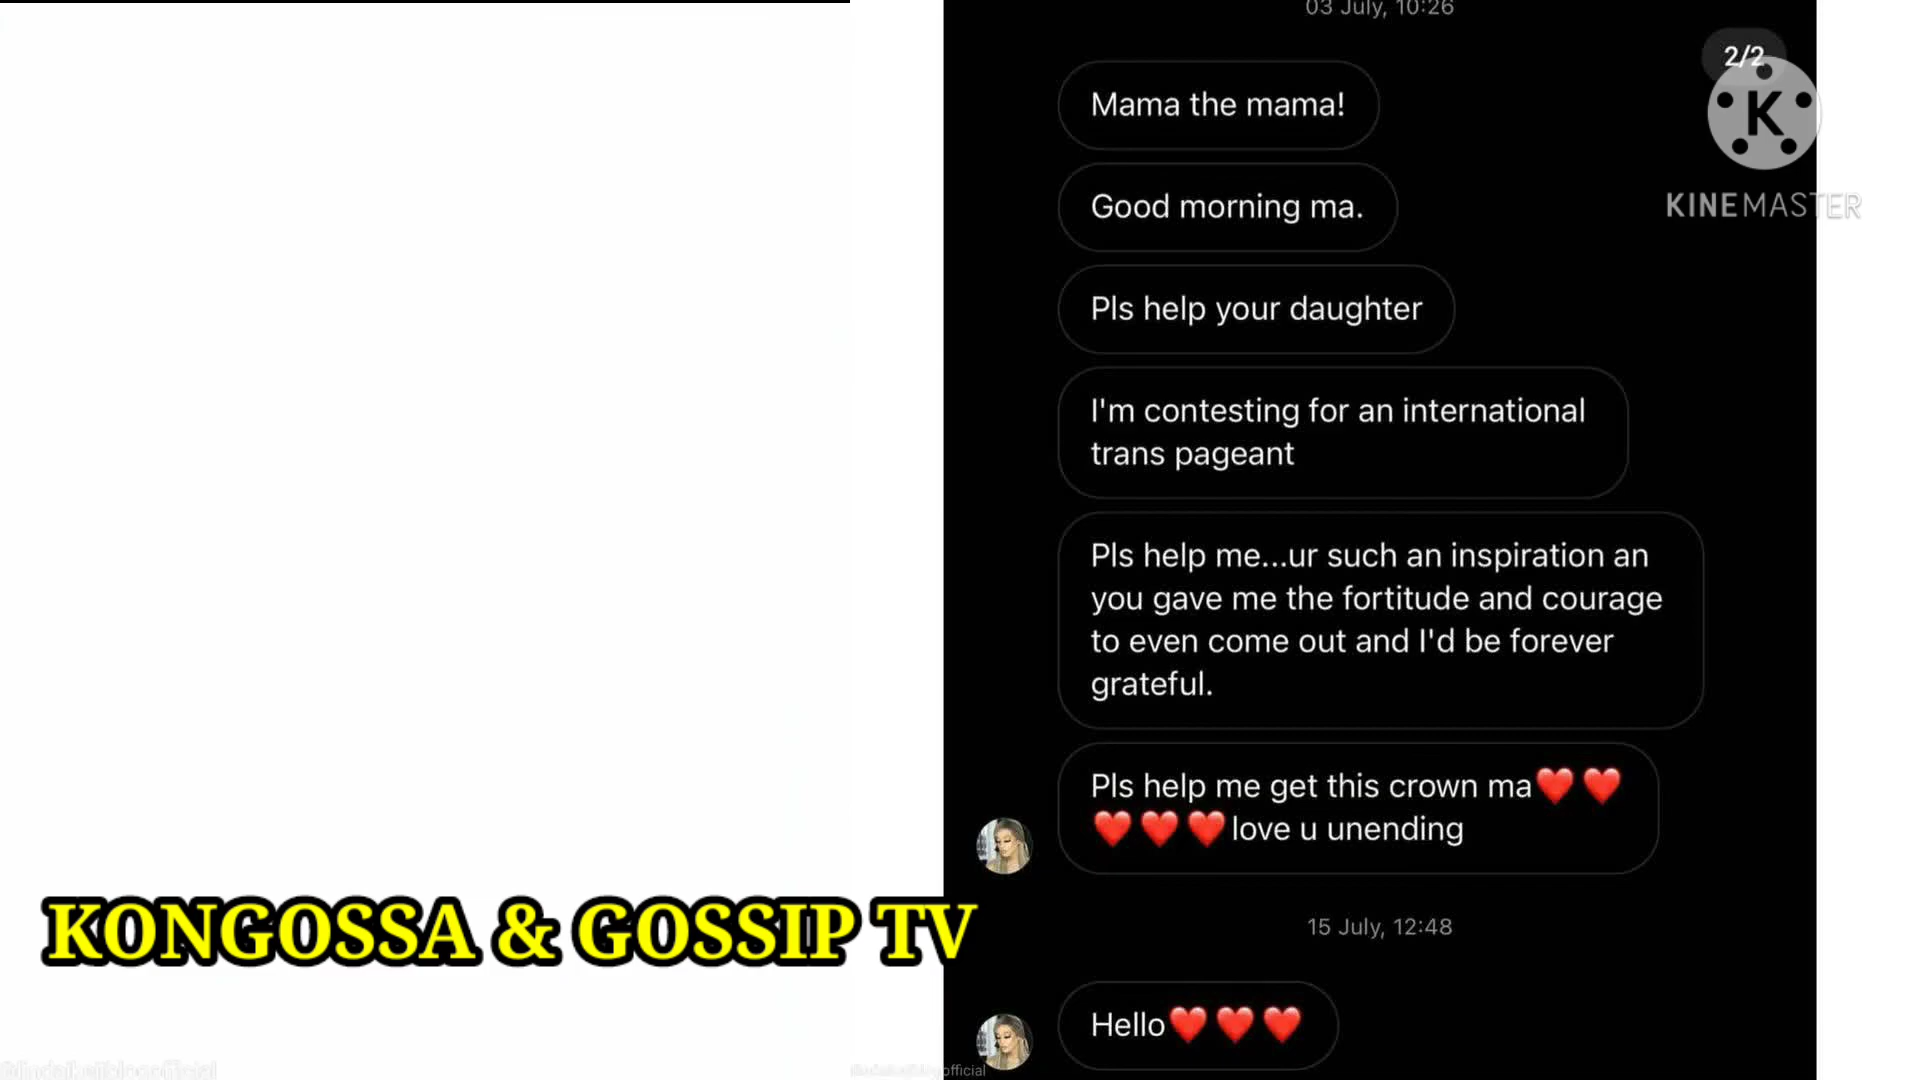 03 July, 10:26
2/2
Mama the mama!
K
KINEMASTER
Good morning ma.
Pls help your daughter
I'm contesting for an international
trans pageant
Pls help me...ur such an inspiration an
you gave me the fortitude and courage
to even come out and I'd be forever
grateful.
Pls help me get this crown ma❤️❤️
❤️❤️❤️love u unending
KONGOSSA & GOSSIP TV
15 July, 12:48
Hello❤️❤️❤️